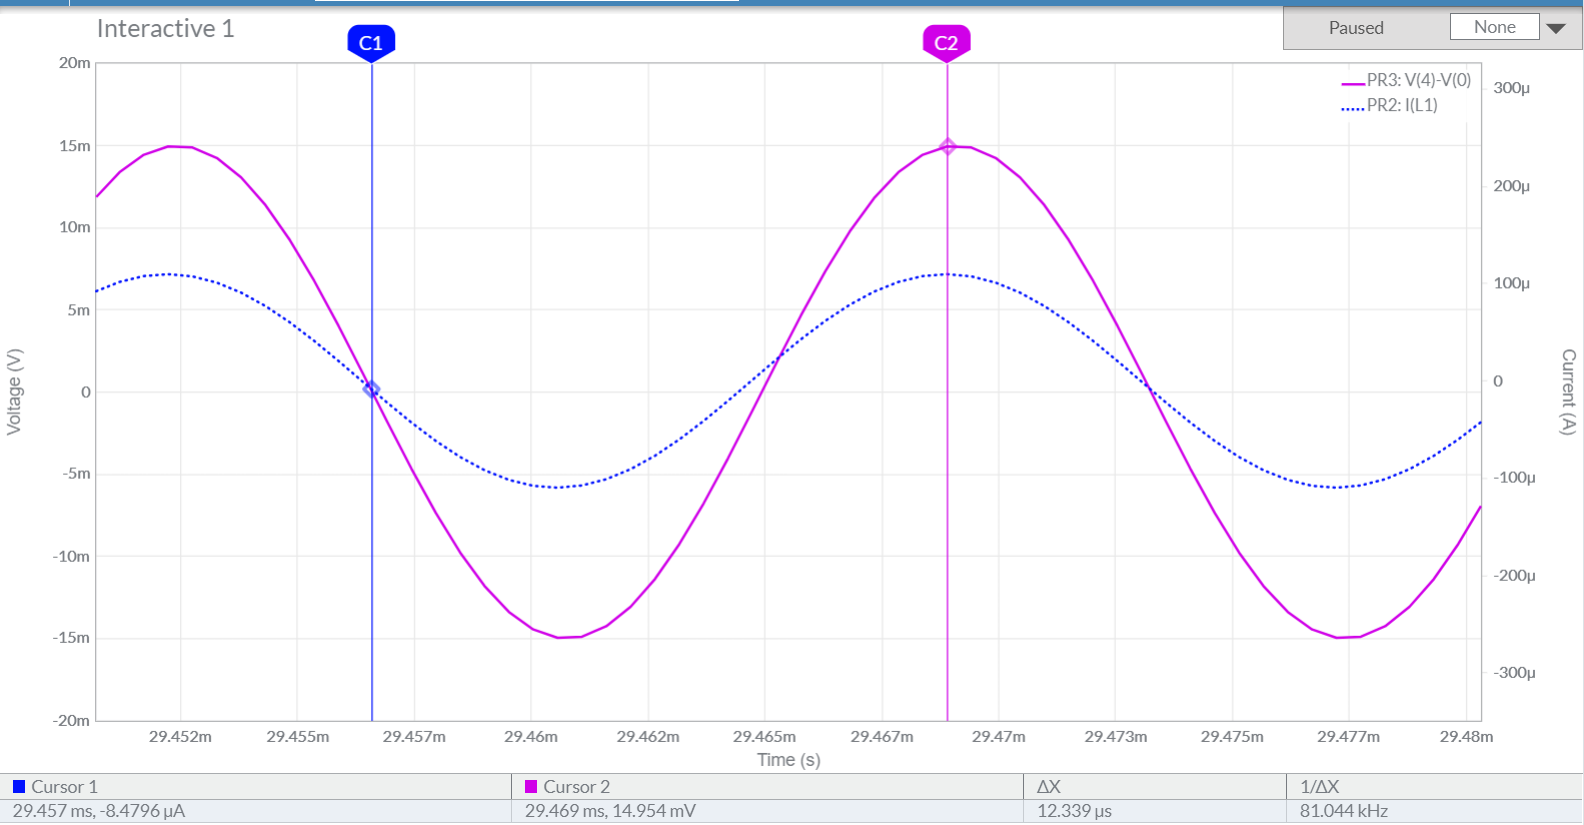 Interactive 1
Paused
None
C1
C2
PR3: V(4)-V(0)
PR2: I(L1)
Voltage (V)
20m
15m
10m
5m
0
-5m
-10m
-15m
-20m
Current (A)
300µ
200µ
100µ
0
-100µ
-200µ
-300µ
29.452m 29.455m 29.457m 29.46m 29.462m 29.465m 29.467m 29.47m 29.473m 29.475m 29.477m 29.48m
Time (s)
Cursor 1 Cursor 2 ΔX 1/ΔX
29.457 ms, -8.4796 µA 29.469 ms, 14.954 mV 12.339 µs 81.044 kHz